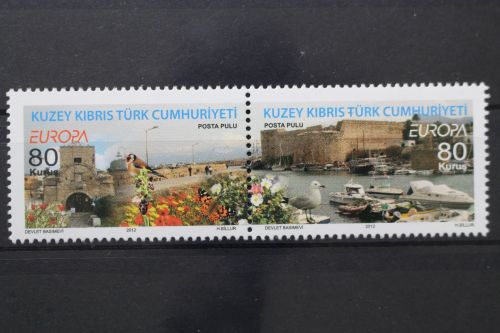 KUZEY KIBRIS TÜRK CUMHURİYETİ
EUROPA
POSTA PULU
80
Kuruş
DEVLET BASIMEVİ
2012
H.BİLLUR
KUZEY KIBRIS TÜRK CUMHURİYETİ
POSTA PULU
EUROPA
80
Kuruş
DEVLET BASIMEVİ
2012
H.BİLLUR